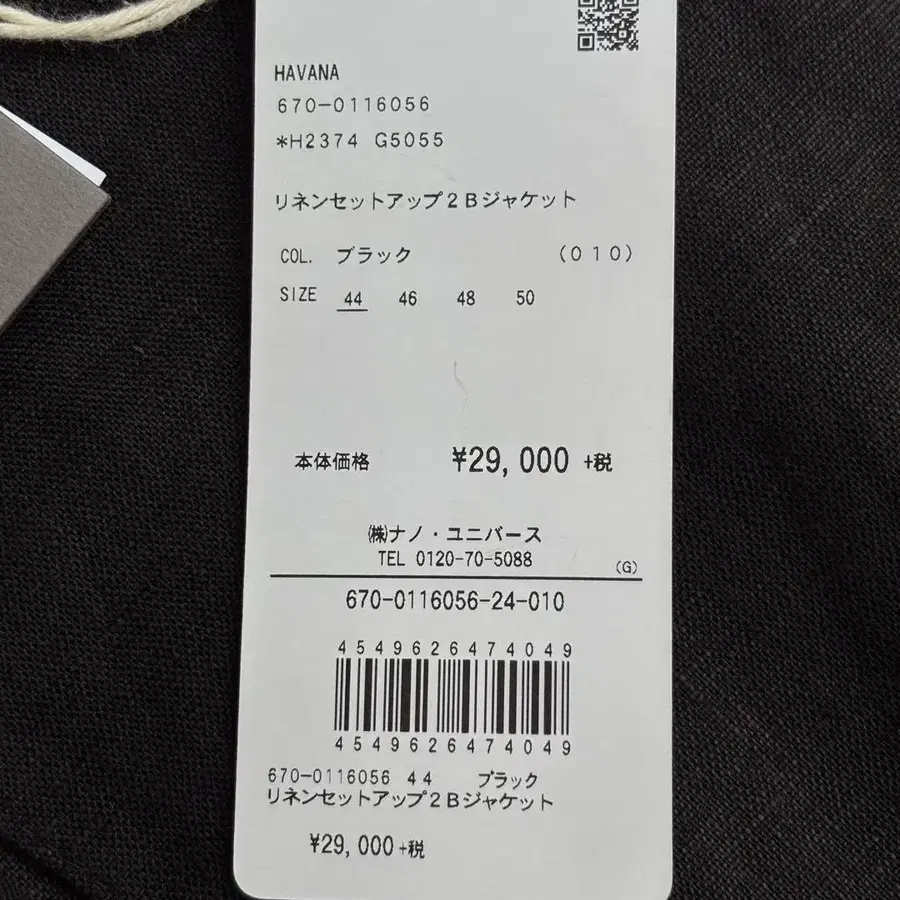 HAVANA
670-0116056
*H2374 G5055
リネンセットアップ2Bジャケット
COL. ブラック (010)
SIZE 44 46 48 50
本体価格 ¥29,000 +税
㈱ナノ・ユニバース
TEL 0120-70-5088
(G)
670-0116056-24-010
4549626474049
4549626474049
670-0116056 44 ブラック
リネンセットアップ2Bジャケット
¥29,000+税